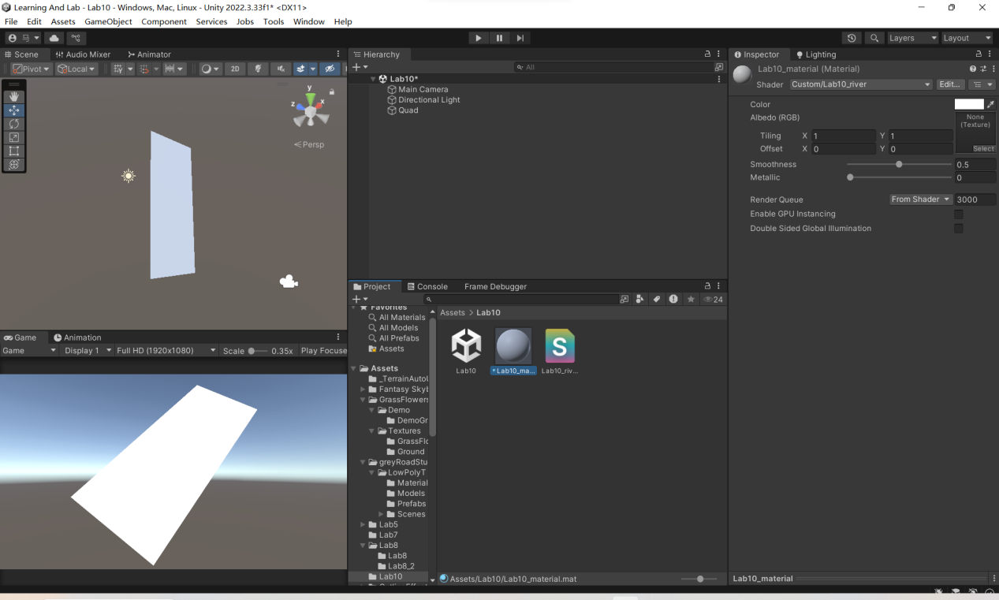 Learning And Lab - Lab10 - Windows, Mac, Linux - Unity 2022.3.33f1* <DX11>
File Edit Assets GameObject Component Services Jobs Tools Window Help
马
Layers Layout
Scene Audio Mixer Animator
Pivot Local 2D
y
z x
Persp
Game Animation
Game Display 1 Full HD (1920x1080) Scale 0.35x Play Focuse
Hierarchy
All
Lab10*
Main Camera
Directional Light
Quad
Project Console Frame Debugger
24
Favorites
All Materials
All Models
All Prefabs
Assets
Assets
_TerrainAutoU
Fantasy Skyb
GrassFlowers
Demo
DemoGr
Textures
GrassFlo
Ground
greyRoadStu
LowPolyT
Material
Models
Prefabs
Scenes
Lab5
Lab7
Lab8
Lab8
Lab8_2
Lab10
Assets > Lab10
S
Lab10 *Lab10_ma... Lab10_riv...
Assets/Lab10/Lab10_material.mat
Inspector Lighting
Lab10_material (Material)
Shader Custom/Lab10_river Edit...
Color
Albedo (RGB)
None
(Texture)
Select
Tiling X 1 Y 1
Offset X 0 Y 0
Smoothness 0.5
Metallic 0
Render Queue From Shader 3000
Enable GPU Instancing
Double Sided Global Illumination
Lab10_material